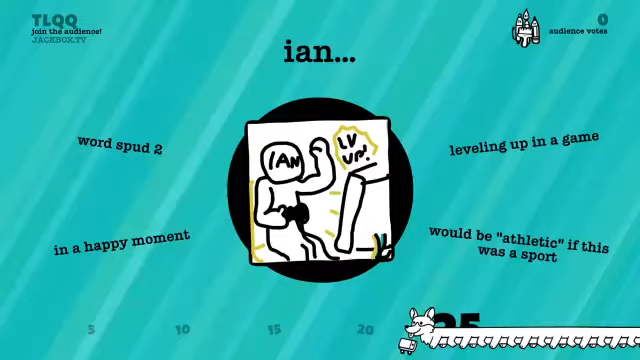 TLQQ
join the audience!
JACKBOX.TV
0
audience votes
ian...
word spud 2
leveling up in a game
IAN
LV
UP!
in a happy moment
would be "athletic" if this
was a sport
5
10
15
20
25